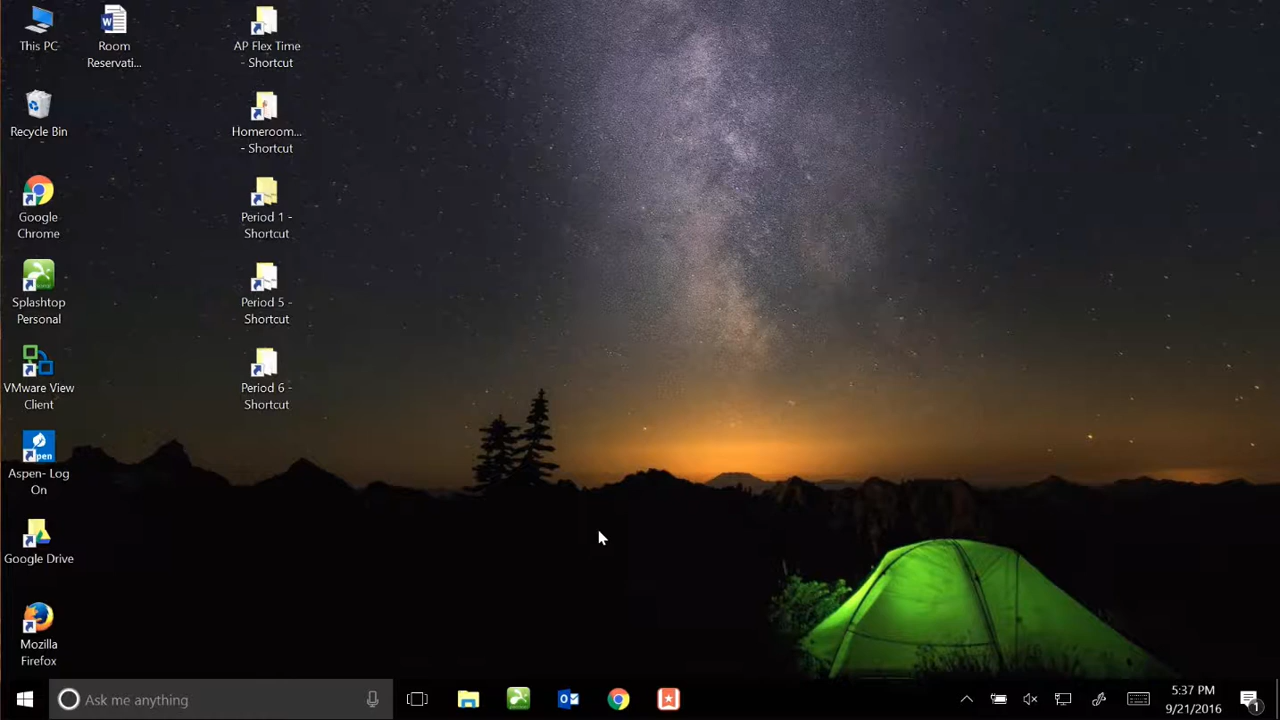 This PC
Room
Reservati...
AP Flex Time
- Shortcut
Recycle Bin
Homeroom...
- Shortcut
Google
Chrome
Period 1 -
Shortcut
Splashtop
Personal
Period 5 -
Shortcut
VMware View
Client
Period 6 -
Shortcut
Aspen- Log
On
Google Drive
Mozilla
Firefox
Ask me anything
5:37 PM
9/21/2016
1